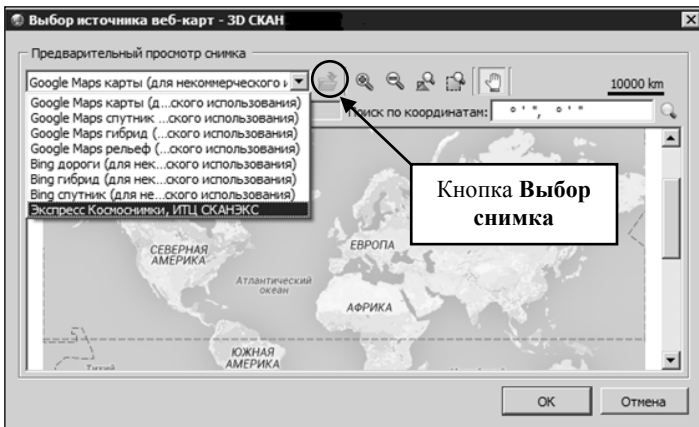 Выбор источника веб-карт - 3D СКАН
Предварительный просмотр снимка
Google Maps карты (для некоммерческого и
10000 km
Google Maps карты (д...ского использования)
Google Maps спутник ...ского использования)
Google Maps гибрид (...ского использования)
Google Maps рельеф (...ского использования)
Bing дороги (для нек...ского использования)
Bing гибрид (для нек...ского использования)
Bing спутник (для не...ского использования)
Экспресс Космоснимки, ИТЦ СКАНЭКС
Поиск по координатам:
° ' ", ° ' "
Кнопка Выбор
снимка
СЕВЕРНАЯ
АМЕРИКА
ЕВРОПА
Атлантический
океан
АФРИКА
ЮЖНАЯ
АМЕРИКА
OK
Отмена